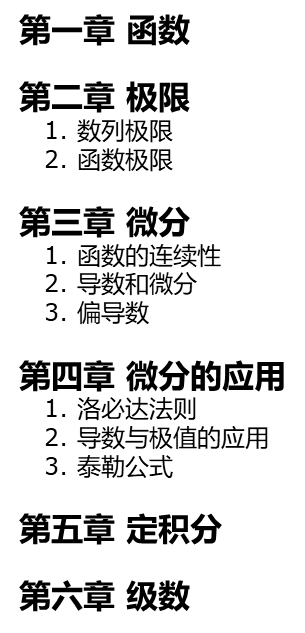 第一章 函数
第二章 极限
1. 数列极限
2. 函数极限
第三章 微分
1. 函数的连续性
2. 导数和微分
3. 偏导数
第四章 微分的应用
1. 洛必达法则
2. 导数与极值的应用
3. 泰勒公式
第五章 定积分
第六章 级数